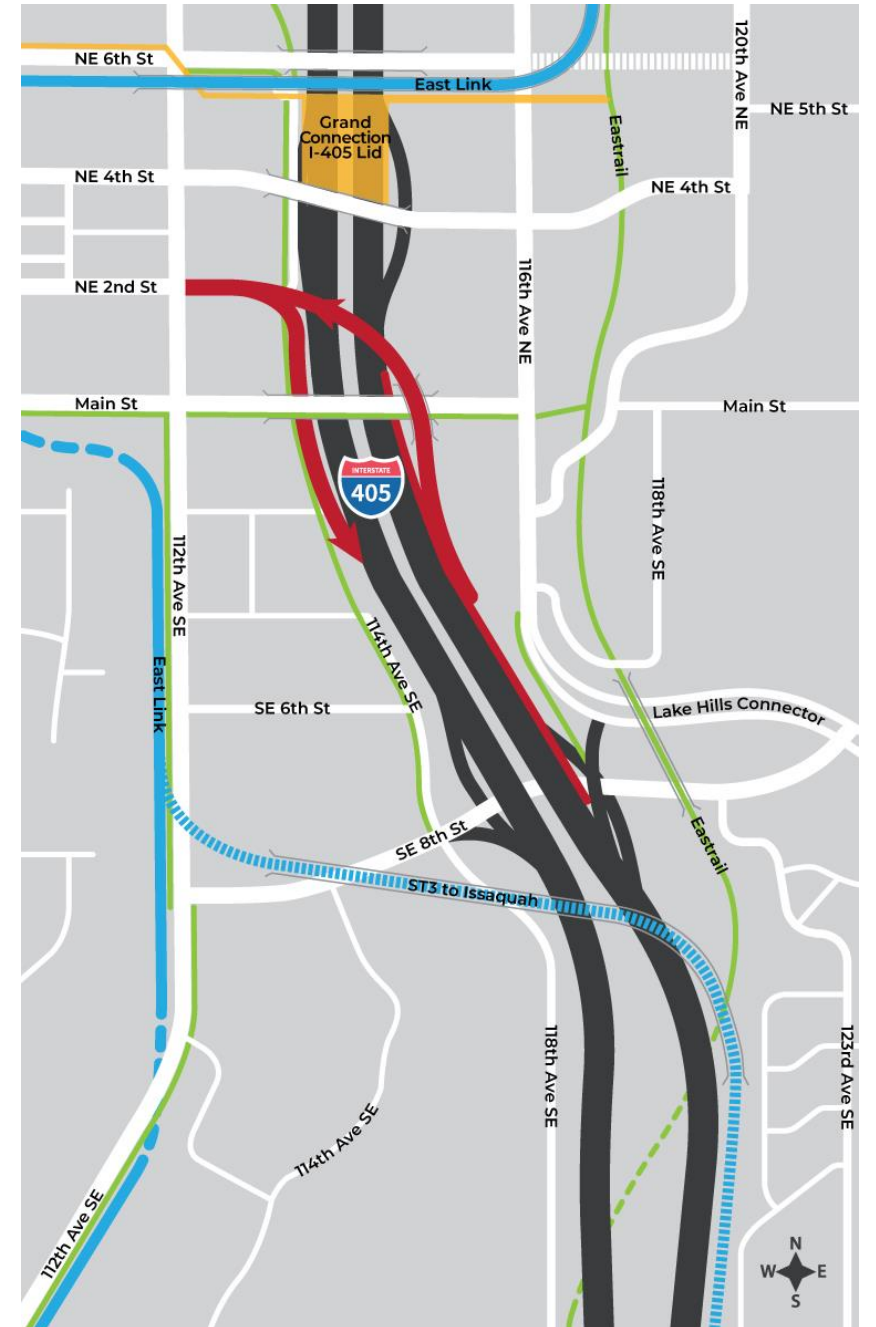 NE 6th St
East Link
120th Ave NE
NE 5th St
Grand
Connection
I-405 Lid
Eastrail
NE 4th St
NE 4th St
NE 2nd St
116th Ave NE
Main St
Main St
INTERSTATE
405
118th Ave SE
112th Ave SE
114th Ave SE
East Link
SE 6th St
Lake Hills Connector
SE 8th St
Eastrail
ST3 to Issaquah
118th Ave SE
123rd Ave SE
114th Ave SE
112th Ave SE
N
W
E
S